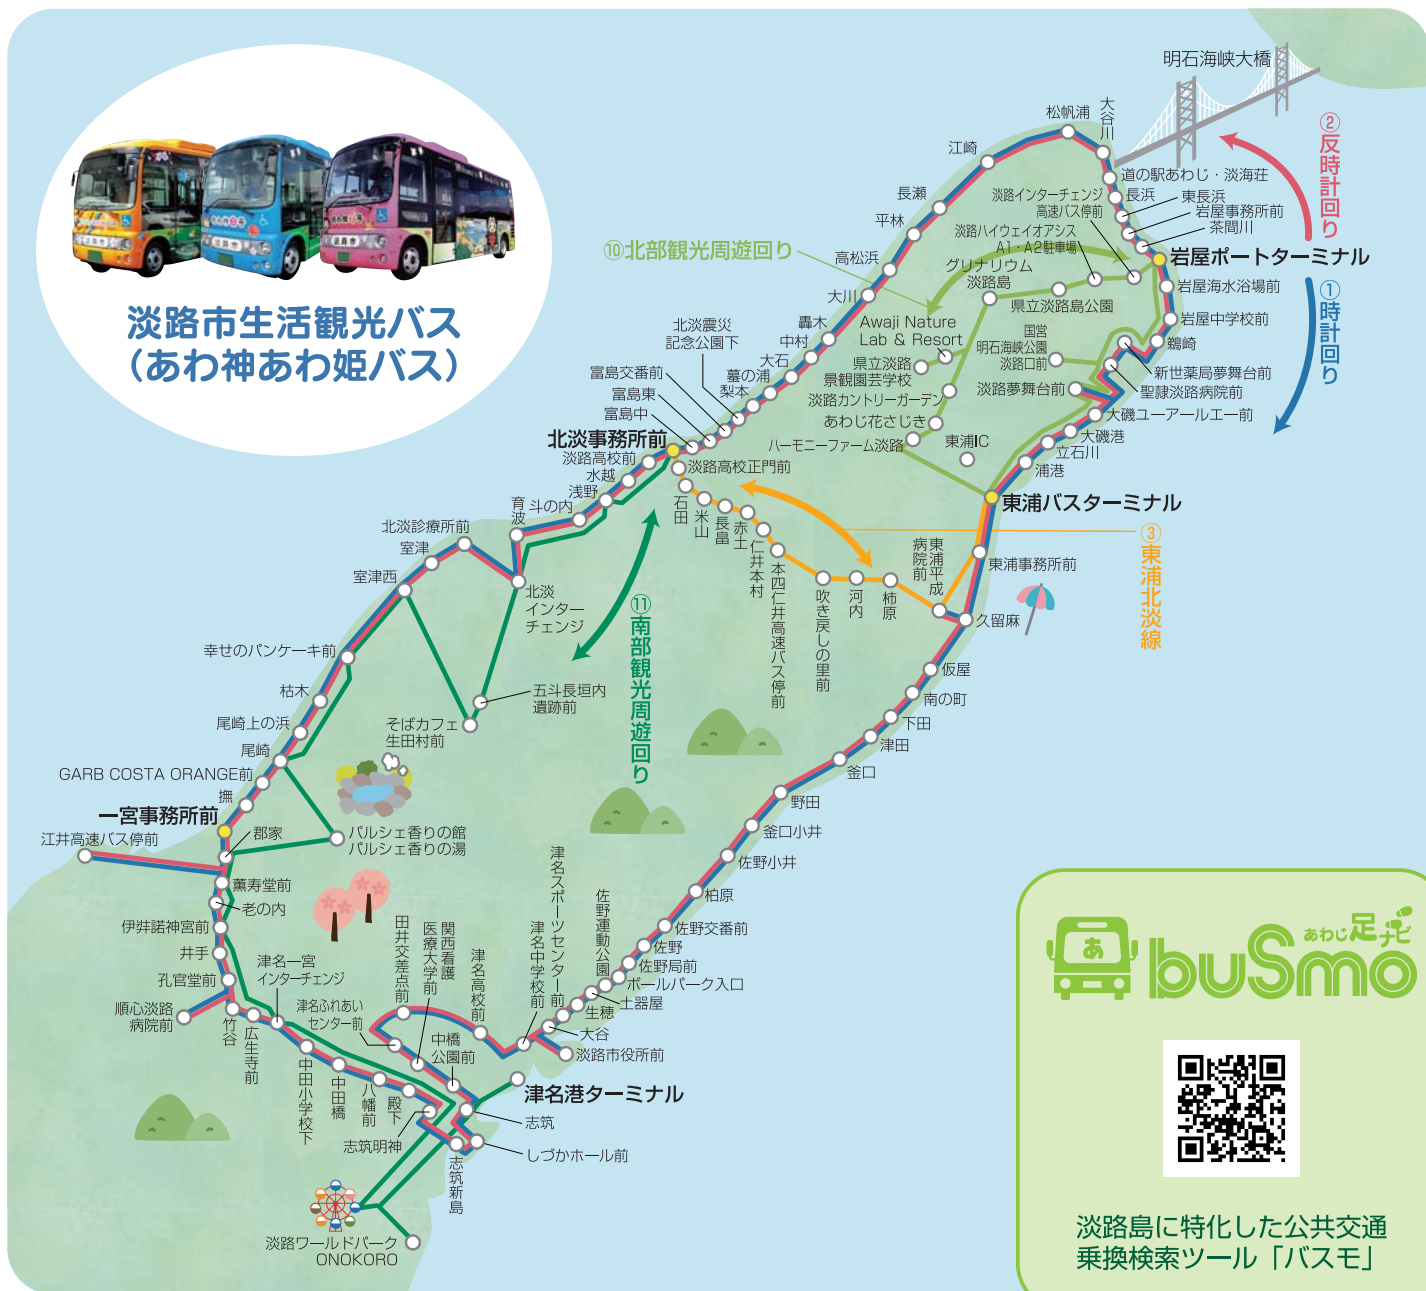 明石海峡大橋
②反時計回り
①時計回り
淡路市生活観光バス
(あわ神あわ姫バス)
⑩北部観光周遊回り
松帆浦
大谷川
道の駅あわじ・淡海荘
長浜
東長浜
岩屋事務所前
茶間川
岩屋ポートターミナル
岩屋海水浴場前
岩屋中学校前
鵜崎
新世薬局夢舞台前
聖隷淡路病院前
大磯ユーアールエー前
大磯港
立石川
浦港
東浦バスターミナル
東浦事務所前
久留麻
仮屋
南の町
下田
津田
釜口
野田
釜口小井
佐野小井
柏原
佐野交番前
佐野
佐野局前
ボールパーク入口
土器屋
生穂
大谷
淡路市役所前
江崎
長瀬
平林
高松浜
大川
轟木
中村
大石
蟇の浦
梨本
北淡震災
記念公園下
富島交番前
富島東
富島中
北淡事務所前
淡路高校前
水越
浅野
斗の内
育波
北淡診療所前
室津
室津西
北淡
インター
チェンジ
五斗長垣内
遺跡前
そばカフェ
生田村前
幸せのパンケーキ前
枯木
尾崎上の浜
尾崎
GARB COSTA ORANGE前
撫
一宮事務所前
江井高速バス停前
郡家
パルシェ香りの館
パルシェ香りの湯
薫寿堂前
老の内
伊弉諾神宮前
井手
孔官堂前
順心淡路
病院前
竹谷
広生寺前
津名一宮
インターチェンジ
中田小学校下
中田橋
八幡前
殿下
志筑明神
志筑新島
しづかホール前
志筑
津名港ターミナル
中橋
公園前
関西看護
医療大学前
津名ふれあい
センター前
田井交差点前
津名高校前
津名中学校前
津名スポーツセンター前
佐野運動公園
淡路ワールドパーク
ONOKORO
淡路インターチェンジ
高速バス停前
淡路ハイウェイオアシス
A1・A2駐車場
グリナリウム
淡路島
県立淡路島公園
Awaji Nature
Lab & Resort
県立淡路
景観園芸学校
国営
明石海峡公園
淡路口前
淡路夢舞台前
淡路カントリーガーデン
あわじ花さじき
ハーモニーファーム淡路
東浦IC
淡路高校正門前
石田
米山
長畠
赤土
仁井本村
本四仁井高速バス停前
吹き戻しの里前
河内
柿原
東浦平成
病院前
③東浦北淡線
⑪南部観光周遊回り
あ
あわじ足ナビ
buSmo
淡路島に特化した公共交通
乗換検索ツール「バスモ」